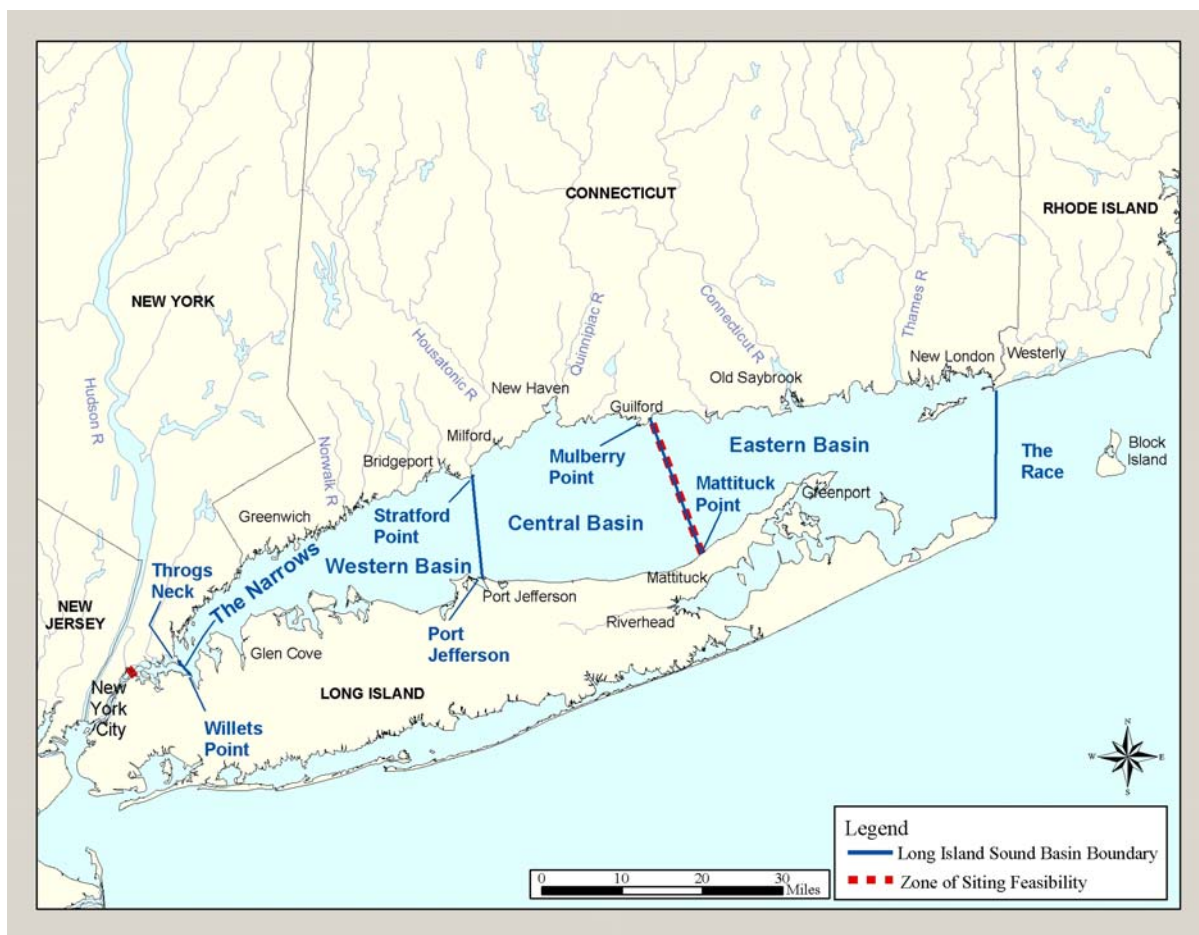 CONNECTICUT
RHODE ISLAND
NEW YORK
Hudson R
Housatonic R
Quinnipiac R
Connecticut R
Thames R
Norwalk R
New London
Westerly
Old Saybrook
New Haven
Guilford
Milford
Bridgeport
Greenwich
Mulberry
Point
Eastern Basin
The
Race
Block
Island
Mattituck
Point
Greenport
Stratford
Point
Central Basin
Western Basin
The Narrows
Throgs
Neck
NEW
JERSEY
Mattituck
Port Jefferson
Riverhead
Port
Jefferson
Glen Cove
LONG ISLAND
New
York
City
Willets
Point
N
W
E
S
Legend
Long Island Sound Basin Boundary
Zone of Siting Feasibility
0
10
20
30
Miles